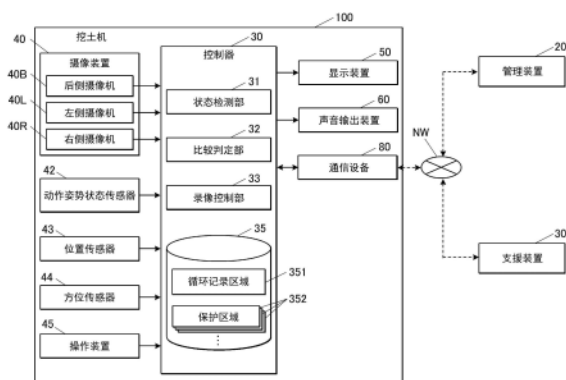 100
挖土机
40
摄像装置
40B
后侧摄像机
40L
左侧摄像机
40R
右侧摄像机
42
动作姿势状态传感器
43
位置传感器
44
方位传感器
45
操作装置
30
控制器
31
状态检测部
32
比较判定部
33
录像控制部
35
循环记录区域
351
保护区域
352
50
显示装置
60
声音输出装置
80
通信设备
NW
20
管理装置
30
支援装置